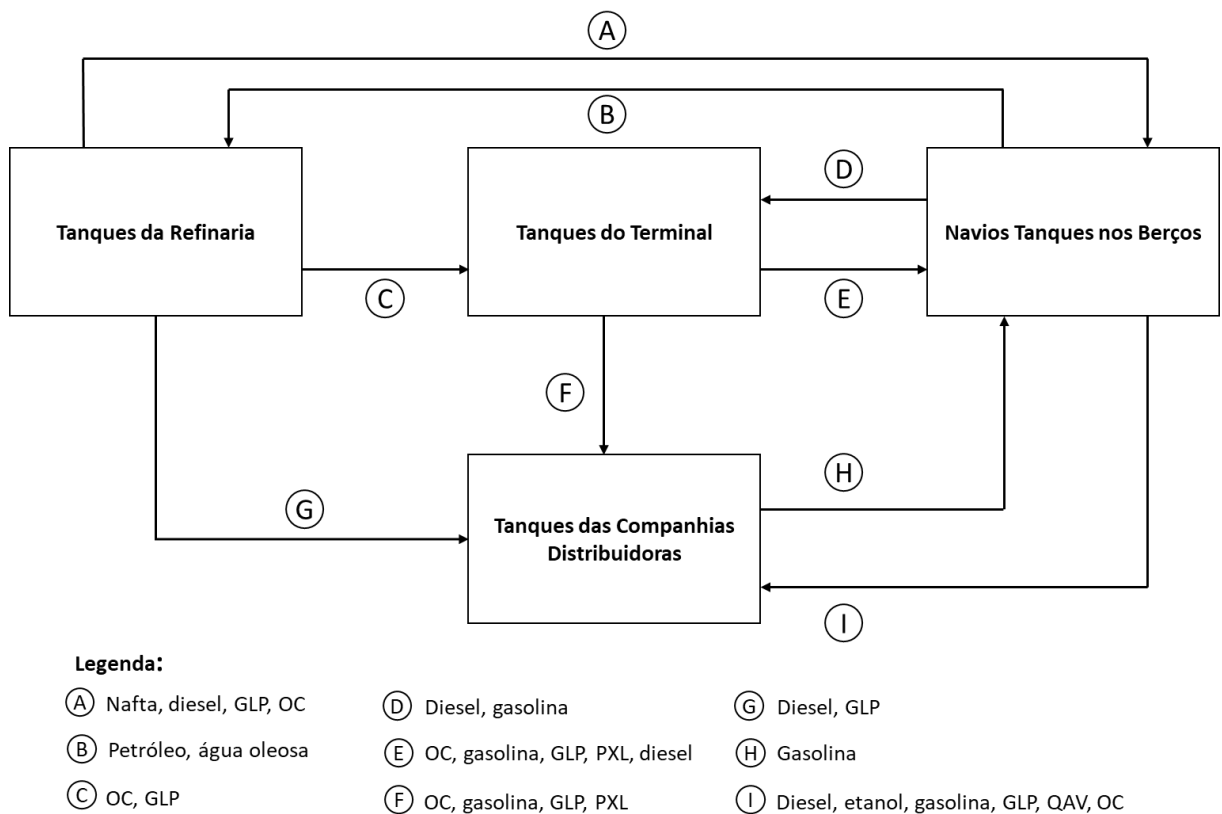 A
B
Tanques da Refinaria
Tanques do Terminal
Navios Tanques nos Berços
D
C
E
F
G
H
Tanques das Companhias
Distribuidoras
I
Legenda:
A Nafta, diesel, GLP, OC
B Petróleo, água oleosa
C OC, GLP
D Diesel, gasolina
E OC, gasolina, GLP, PXL, diesel
F OC, gasolina, GLP, PXL
G Diesel, GLP
H Gasolina
I Diesel, etanol, gasolina, GLP, QAV, OC